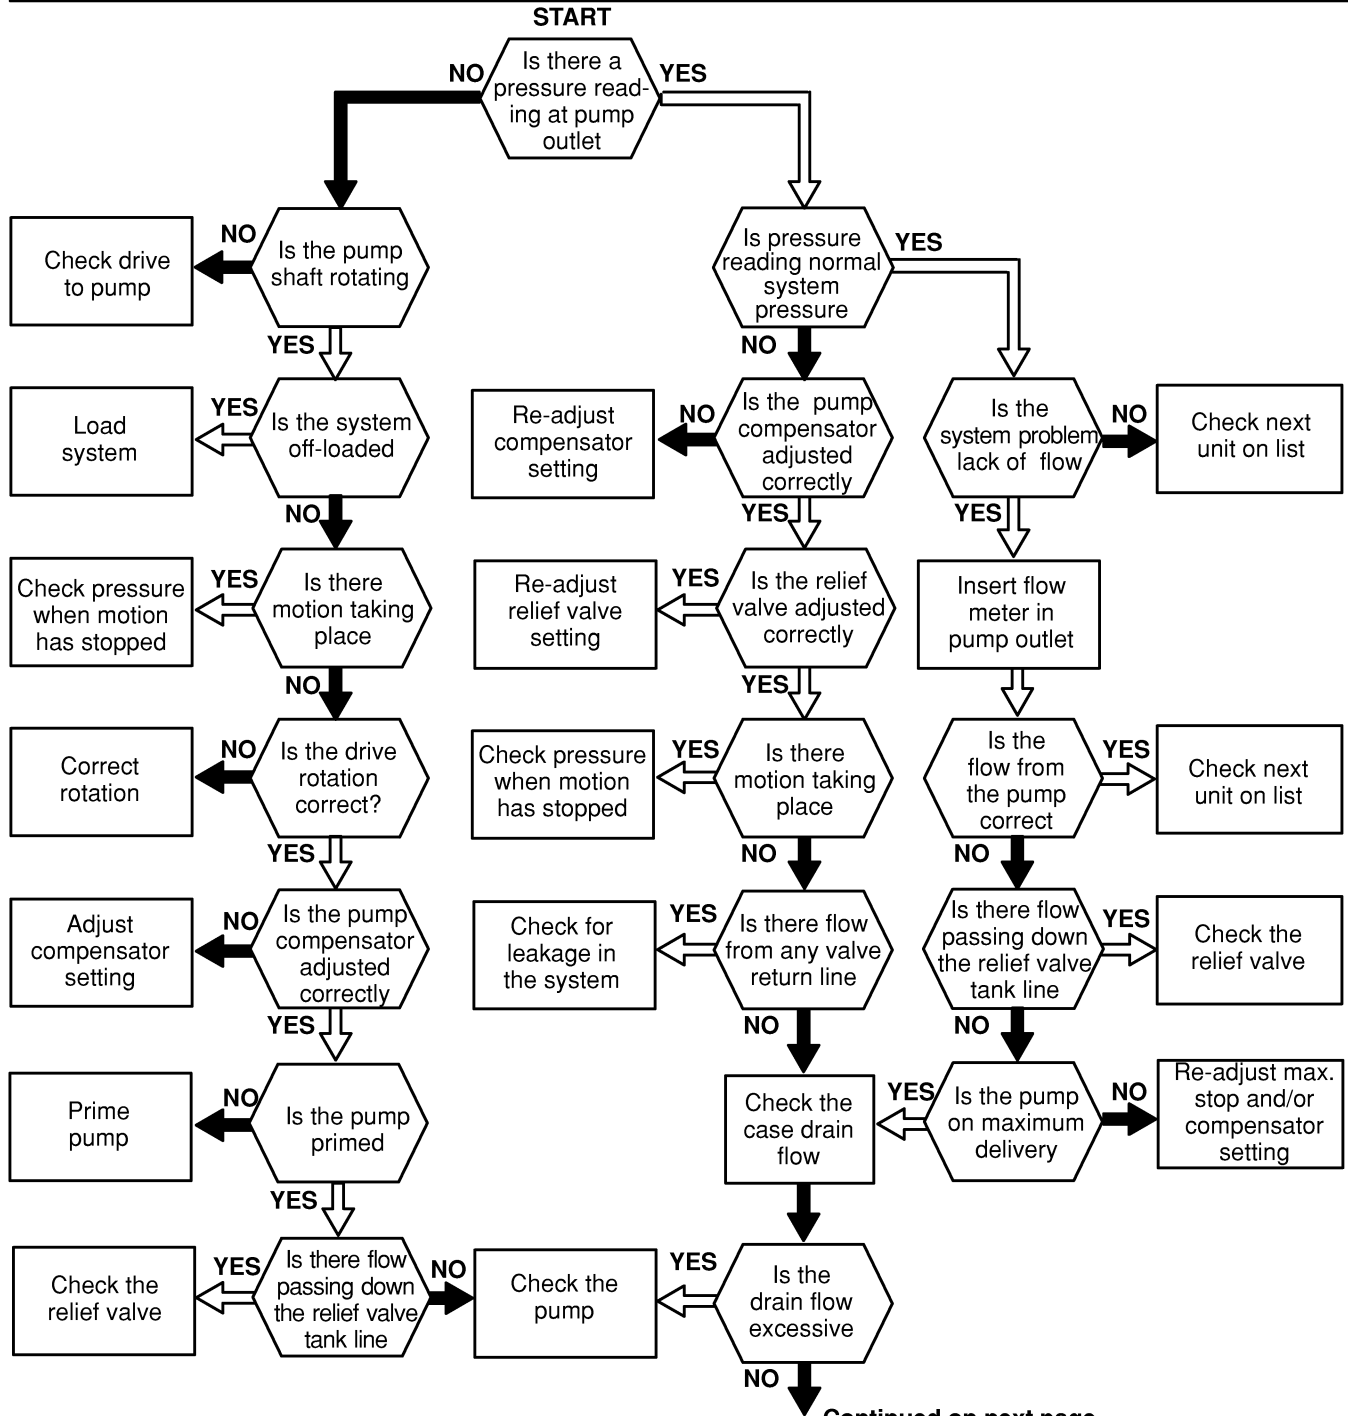 START
NO
YES
Is there a
pressure read-
ing at pump
outlet
NO
Check drive
to pump
Is the pump
shaft rotating
Is pressure
reading normal
system
pressure
YES
YES
NO
Load
system
YES
Is the system
off-loaded
Re-adjust
compensator
setting
NO
Is the pump
compensator
adjusted
correctly
Is the
system problem
lack of flow
NO
Check next
unit on list
NO
YES
YES
Check pressure
when motion
has stopped
YES
Is there
motion taking
place
Re-adjust
relief valve
setting
YES
Is the relief
valve adjusted
correctly
Insert flow
meter in
pump outlet
NO
YES
Correct
rotation
NO
Is the drive
rotation
correct?
Check pressure
when motion
has stopped
YES
Is there
motion taking
place
Is the
flow from
the pump
correct
YES
Check next
unit on list
YES
NO
NO
Adjust
compensator
setting
NO
Is the pump
compensator
adjusted
correctly
Check for
leakage in
the system
YES
Is there flow
from any valve
return line
Is there flow
passing down
the relief valve
tank line
YES
Check the
relief valve
YES
NO
NO
Prime
pump
NO
Is the pump
primed
Check the
case drain
flow
YES
Is the pump
on maximum
delivery
NO
Re-adjust max.
stop and/or
compensator
setting
YES
Check the
relief valve
YES
Is there flow
passing down
the relief valve
tank line
NO
Check the
pump
YES
Is the
drain flow
excessive
NO
Continued on next page